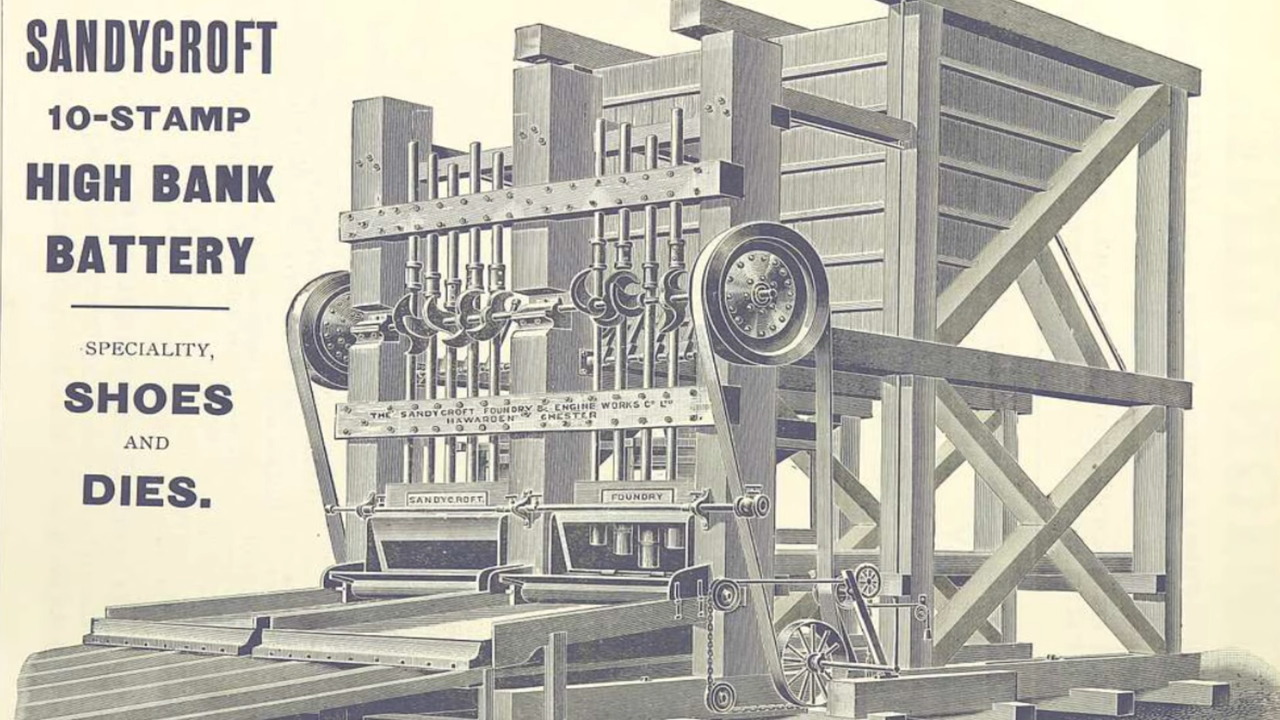 SANDYCROFT
10-STAMP
HIGH BANK
BATTERY
SPECIALITY,
SHOES
AND
DIES.
THE SANDYCROFT FOUNDRY & ENGINE WORKS Cº Lᵀᴰ
HAWARDEN Nᴿ CHESTER
SANDYCROFT.
FOUNDRY